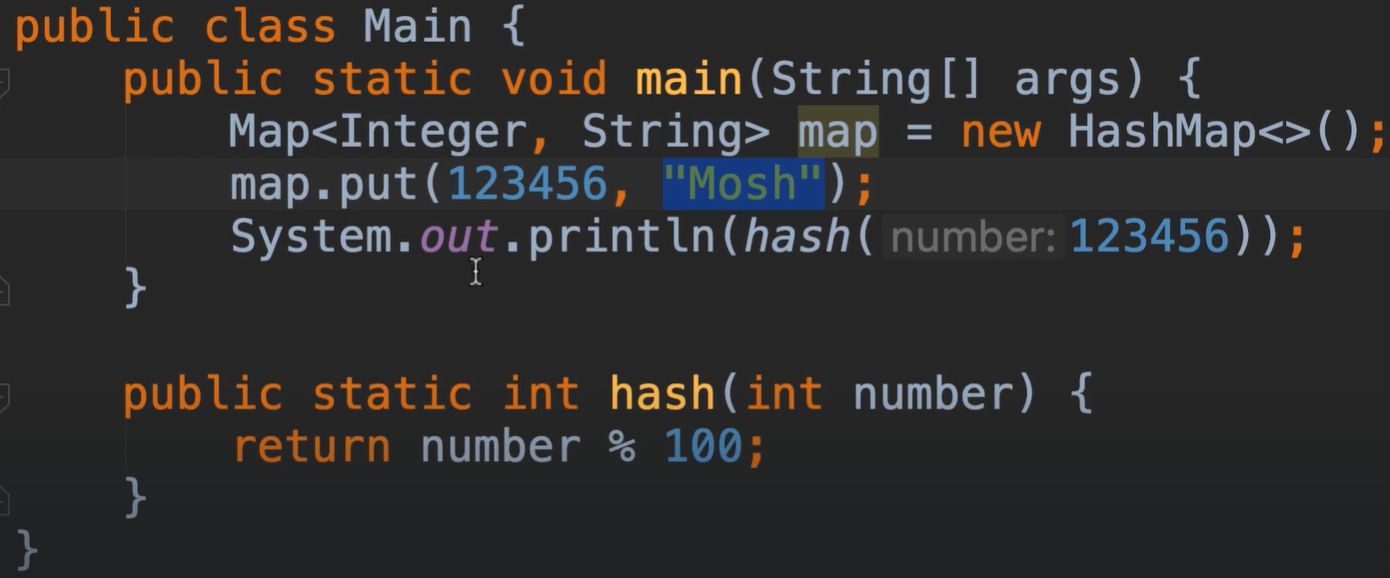 public class Main {
public static void main(String[] args) {
Map<Integer, String> map = new HashMap<>();
map.put(123456, "Mosh");
System.out.println(hash( number: 123456));
}
public static int hash(int number) {
return number % 100;
}
}